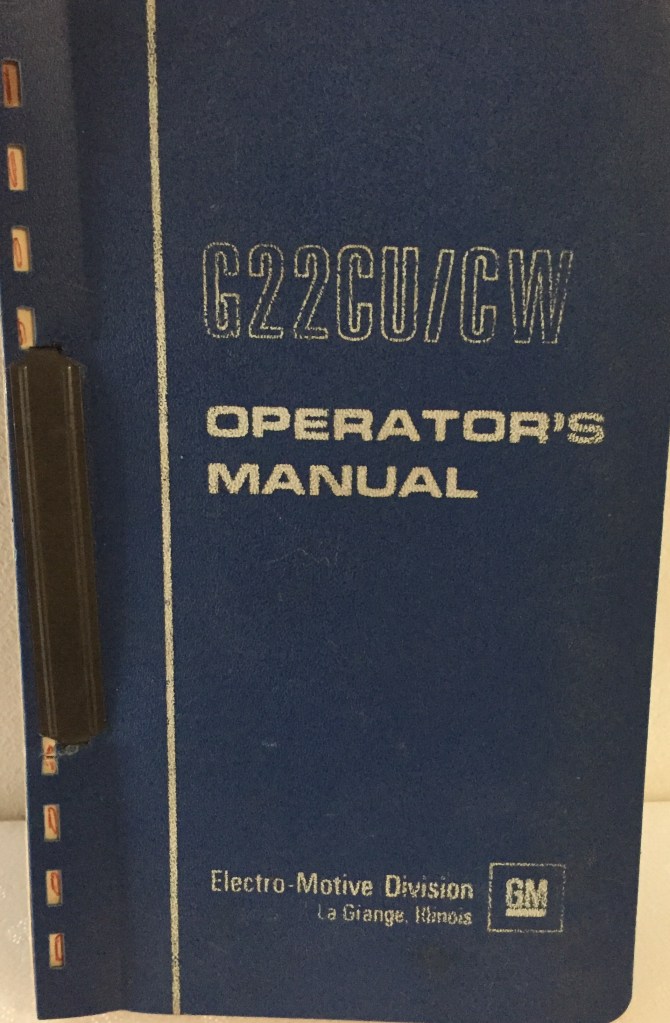 G22CU/CW
OPERATOR'S
MANUAL
Electro-Motive Division
La Grange, Illinois
GM